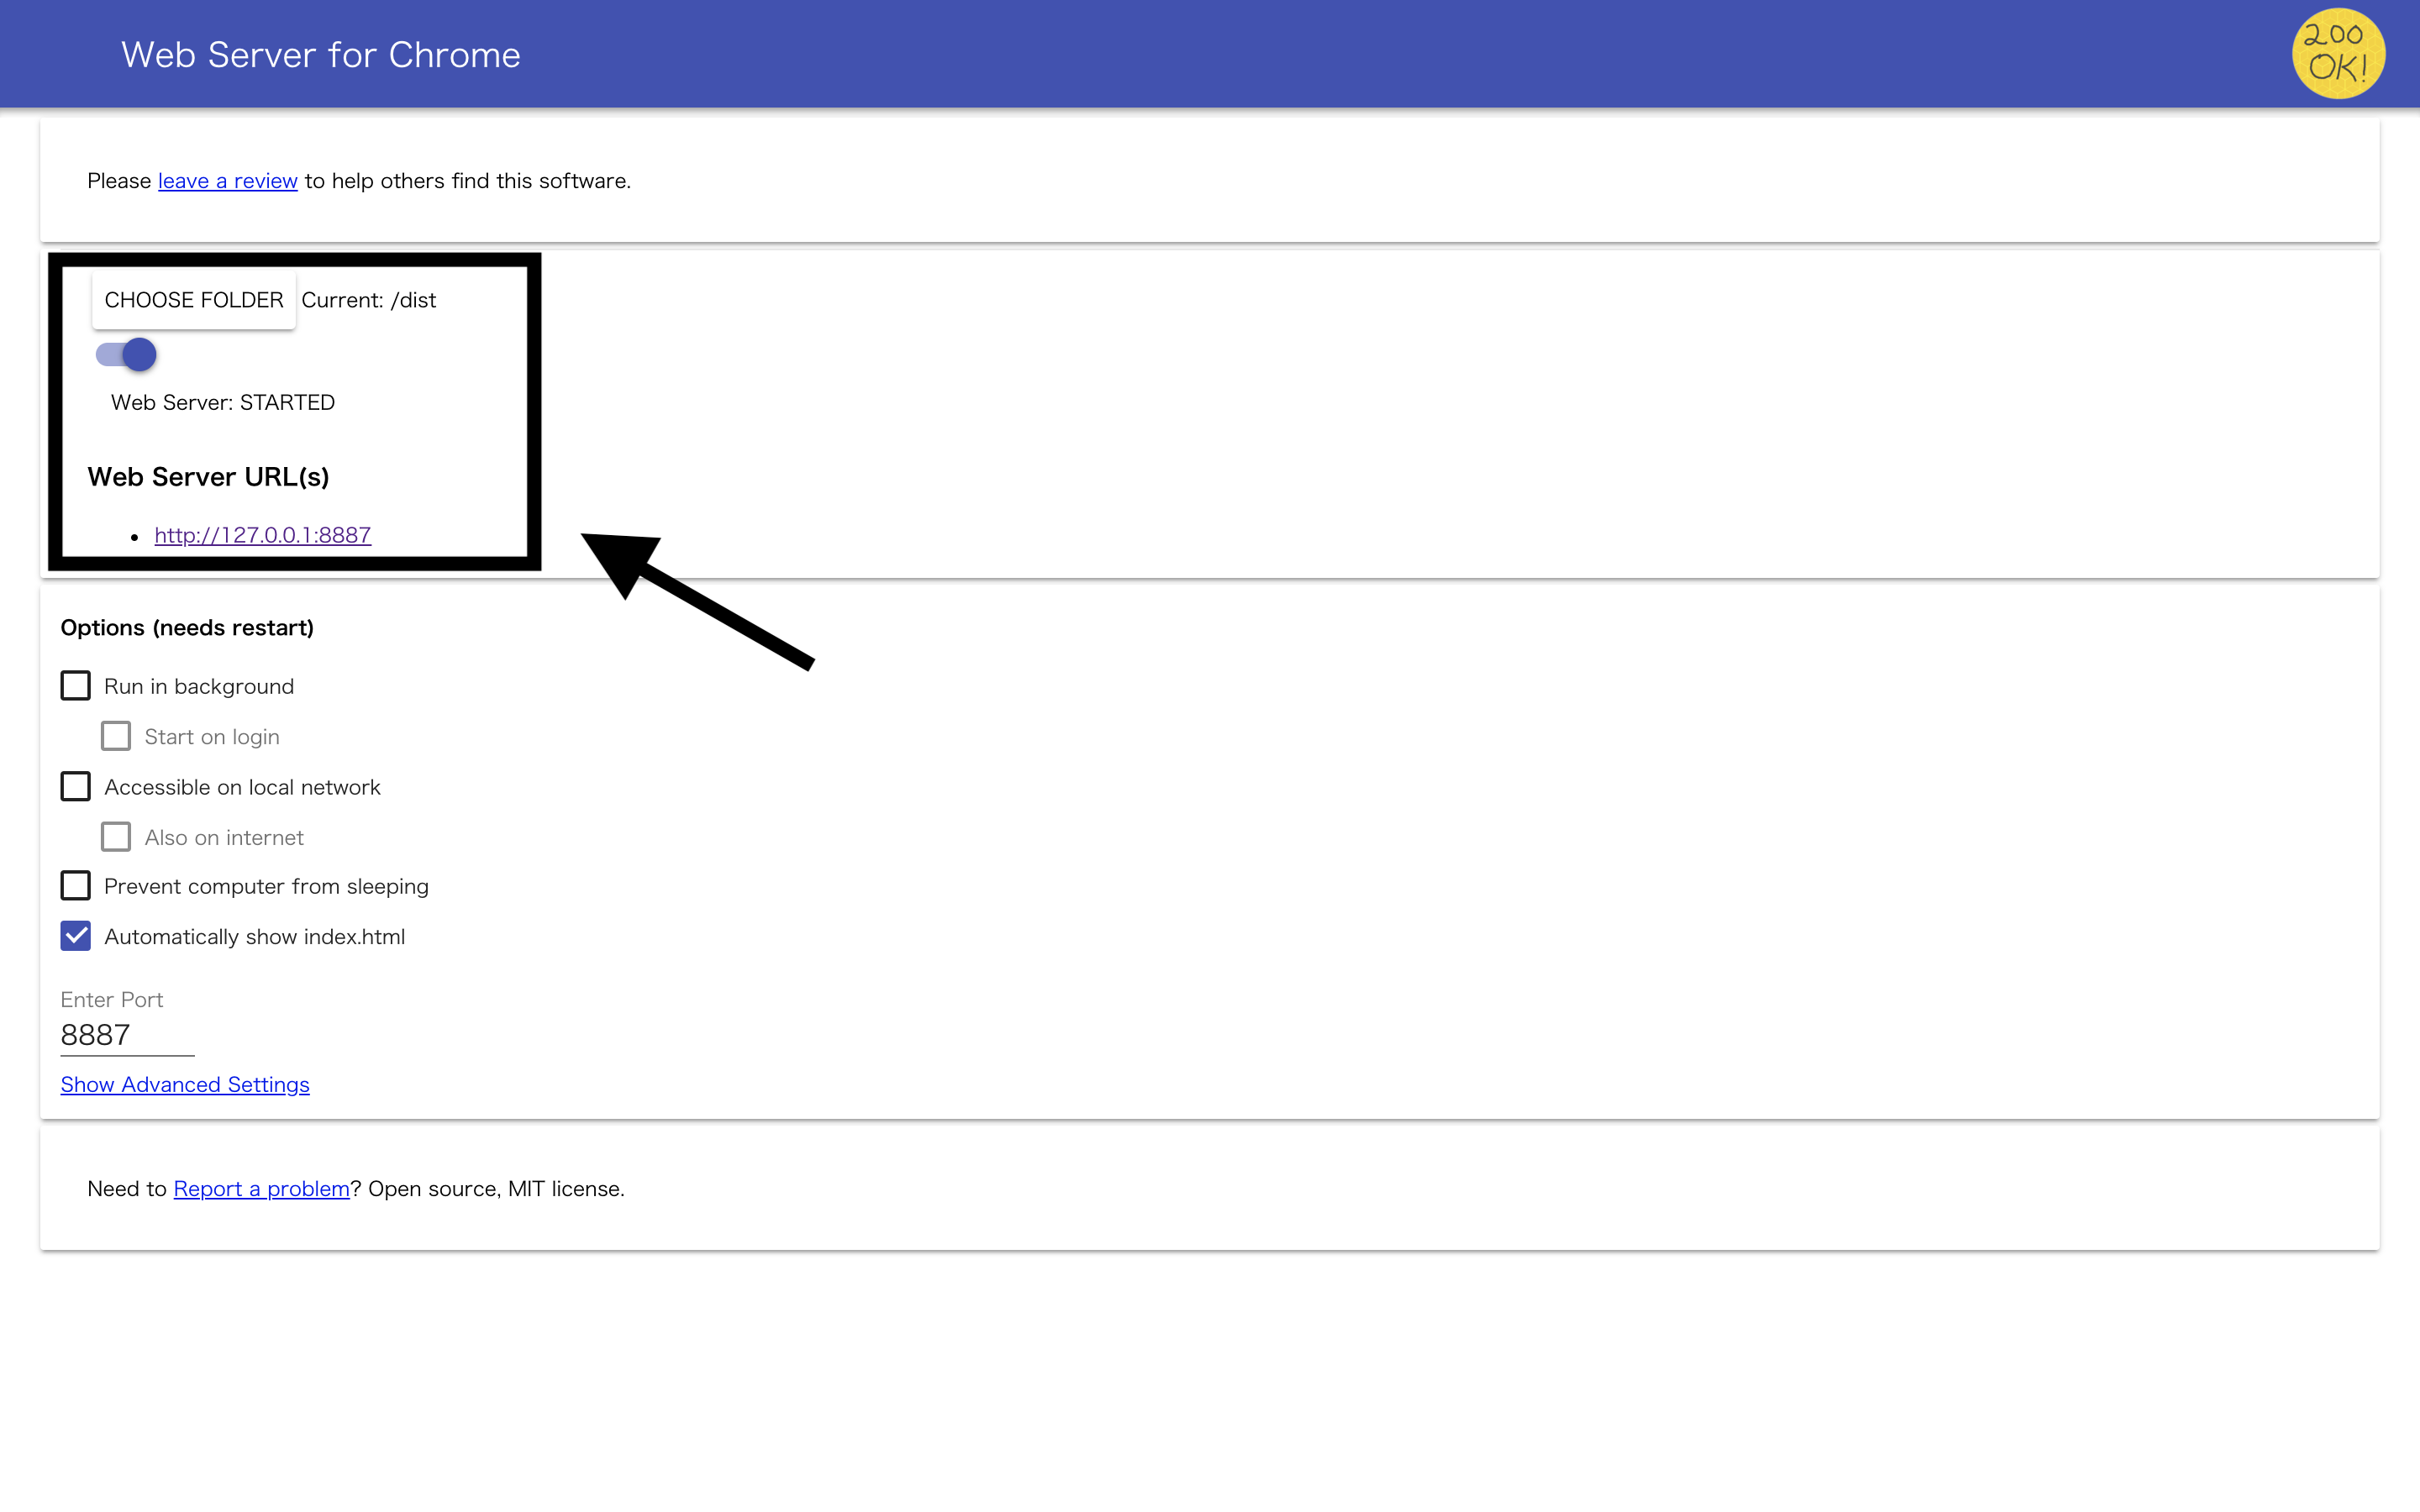 Web Server for Chrome
200
OK!
Please leave a review to help others find this software.
CHOOSE FOLDER Current: /dist
Web Server: STARTED
Web Server URL(s)
• http://127.0.0.1:8887
Options (needs restart)
Run in background
Start on login
Accessible on local network
Also on internet
Prevent computer from sleeping
Automatically show index.html
Enter Port
8887
Show Advanced Settings
Need to Report a problem? Open source, MIT license.